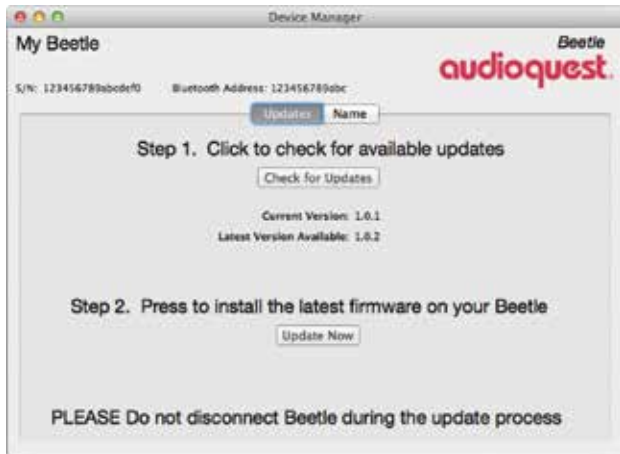 Device Manager
My Beetle
Beetle
audioquest
S/N: 123456789abcdef0 Bluetooth Address: 123456789abc
Updates Name
Step 1. Click to check for available updates
Check for Updates
Current Version: 1.0.1
Latest Version Available: 1.0.2
Step 2. Press to install the latest firmware on your Beetle
Update Now
PLEASE Do not disconnect Beetle during the update process